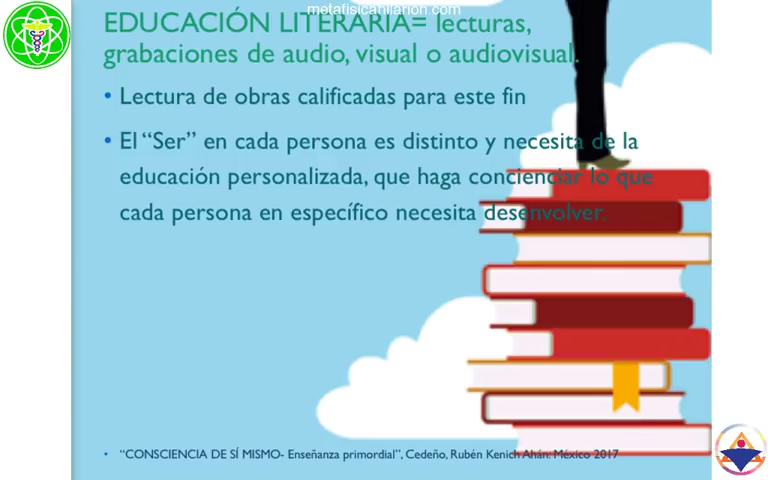 metafisicahilarion.com
EDUCACIÓN LITERARIA= lecturas,
grabaciones de audio, visual o audiovisual.
• Lectura de obras calificadas para este fin
• El “Ser” en cada persona es distinto y necesita de la
educación personalizada, que haga concienciar lo que
cada persona en específico necesita desenvolver.
• “CONSCIENCIA DE SÍ MISMO- Enseñanza primordial”, Cedeño, Rubén Kenich Ahán: México 2017